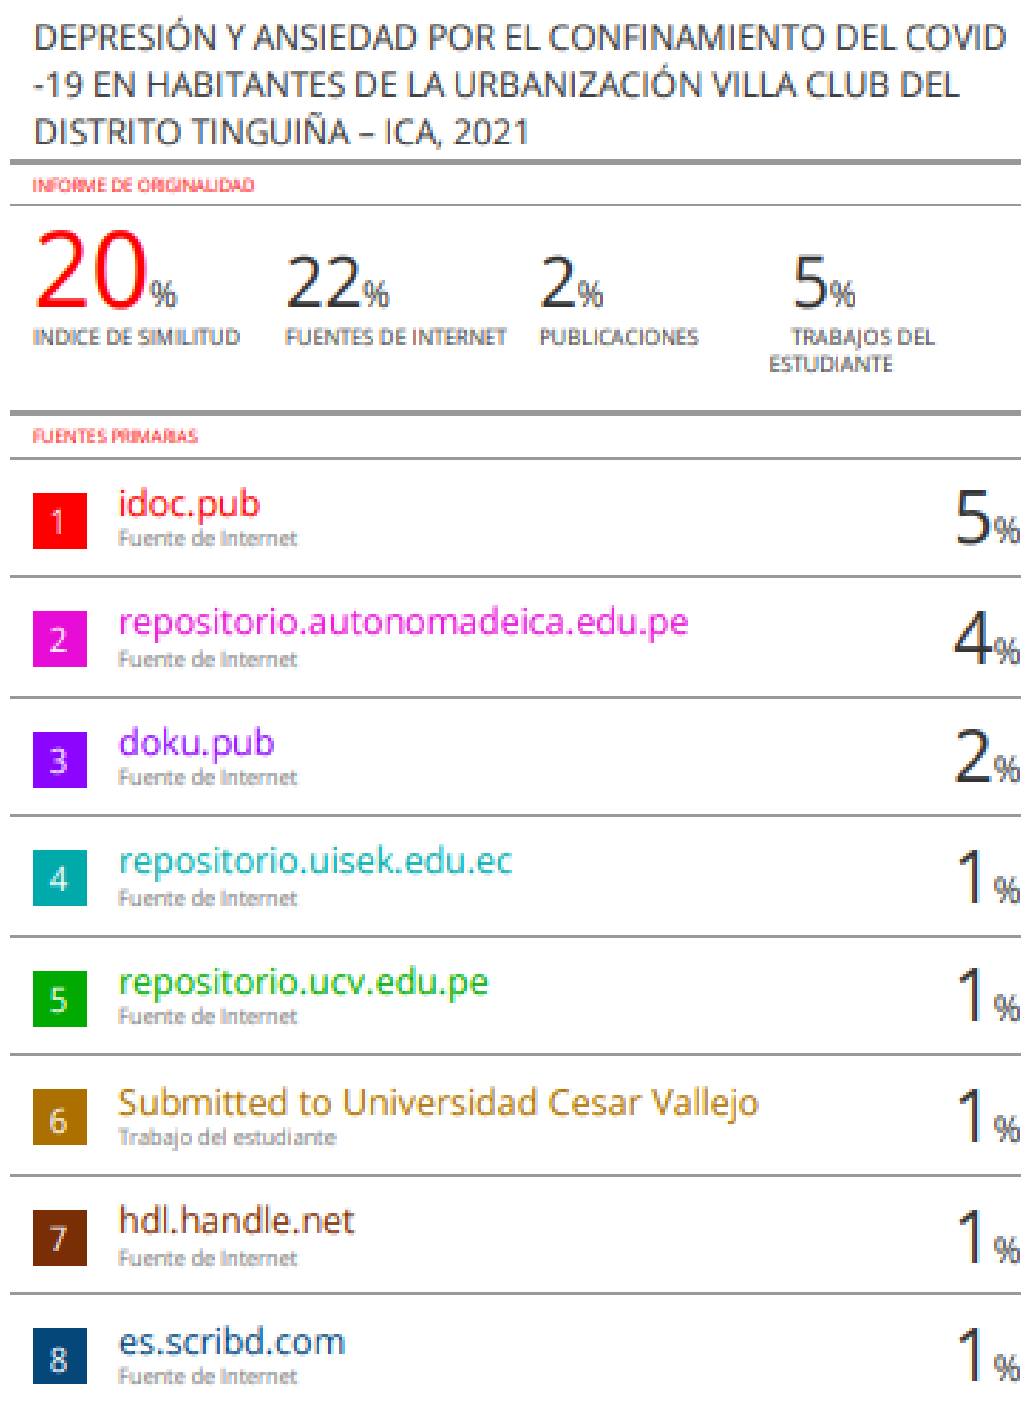 DEPRESIÓN Y ANSIEDAD POR EL CONFINAMIENTO DEL COVID
-19 EN HABITANTES DE LA URBANIZACIÓN VILLA CLUB DEL
DISTRITO TINGUIÑA – ICA, 2021
INFORME DE ORIGINALIDAD
20% 22% 2% 5%
INDICE DE SIMILITUD FUENTES DE INTERNET PUBLICACIONES TRABAJOS DEL
ESTUDIANTE
FUENTES PRIMARIAS
1 idoc.pub 5%
Fuente de Internet
2 repositorio.autonomadeica.edu.pe 4%
Fuente de Internet
3 doku.pub 2%
Fuente de Internet
4 repositorio.uisek.edu.ec 1%
Fuente de Internet
5 repositorio.ucv.edu.pe 1%
Fuente de Internet
6 Submitted to Universidad Cesar Vallejo 1%
Trabajo del estudiante
7 hdl.handle.net 1%
Fuente de Internet
8 es.scribd.com 1%
Fuente de Internet